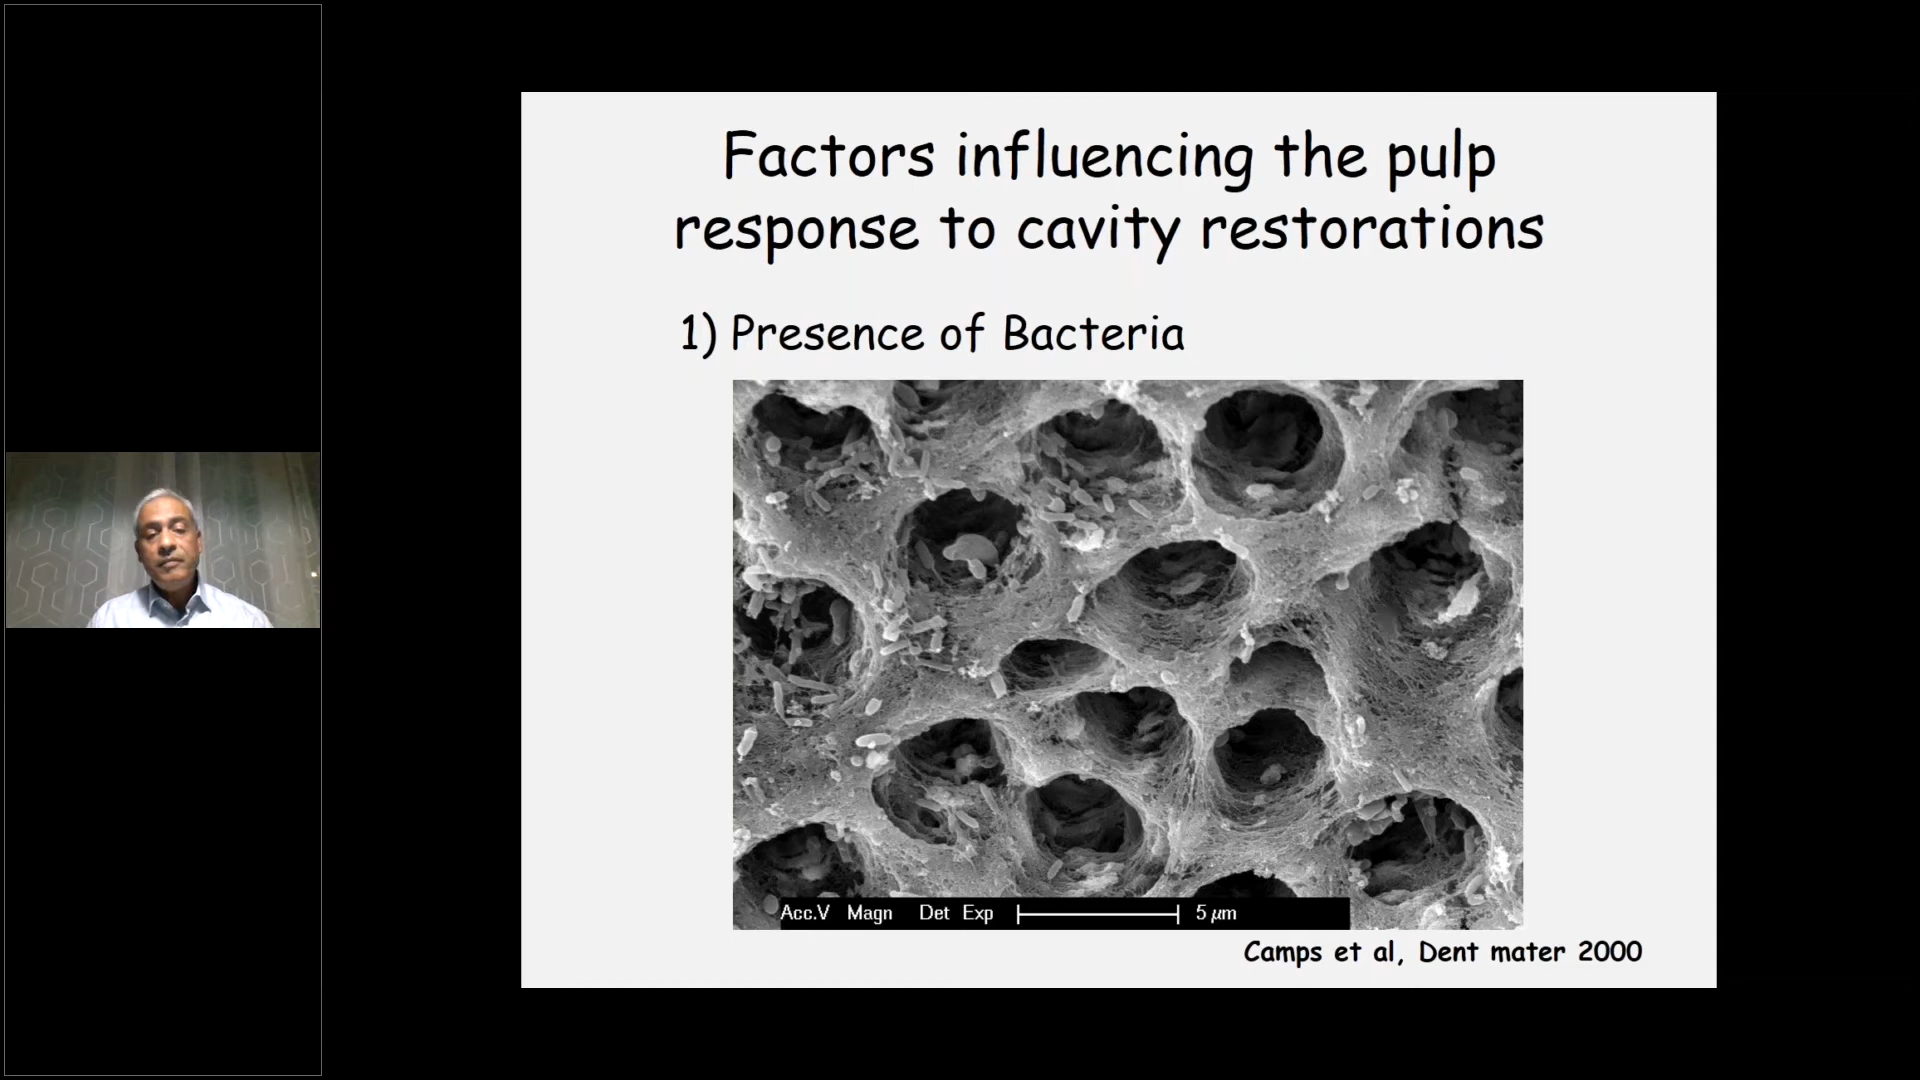 Factors influencing the pulp
response to cavity restorations
1) Presence of Bacteria
Acc.V Magn Det Exp 5 µm
Camps et al, Dent mater 2000